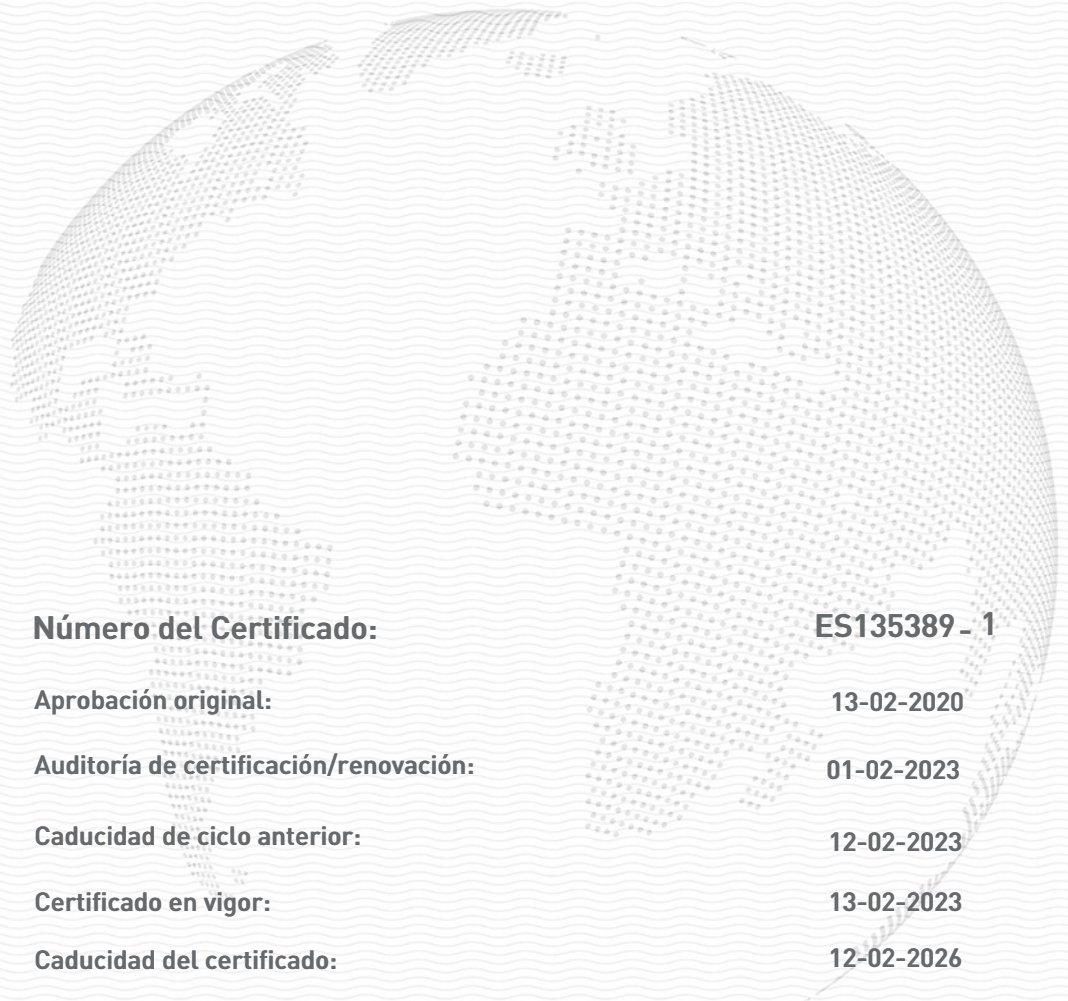 Número del Certificado: ES135389- 1
Aprobación original: 13-02-2020
Auditoría de certificación/renovación: 01-02-2023
Caducidad de ciclo anterior: 12-02-2023
Certificado en vigor: 13-02-2023
Caducidad del certificado: 12-02-2026